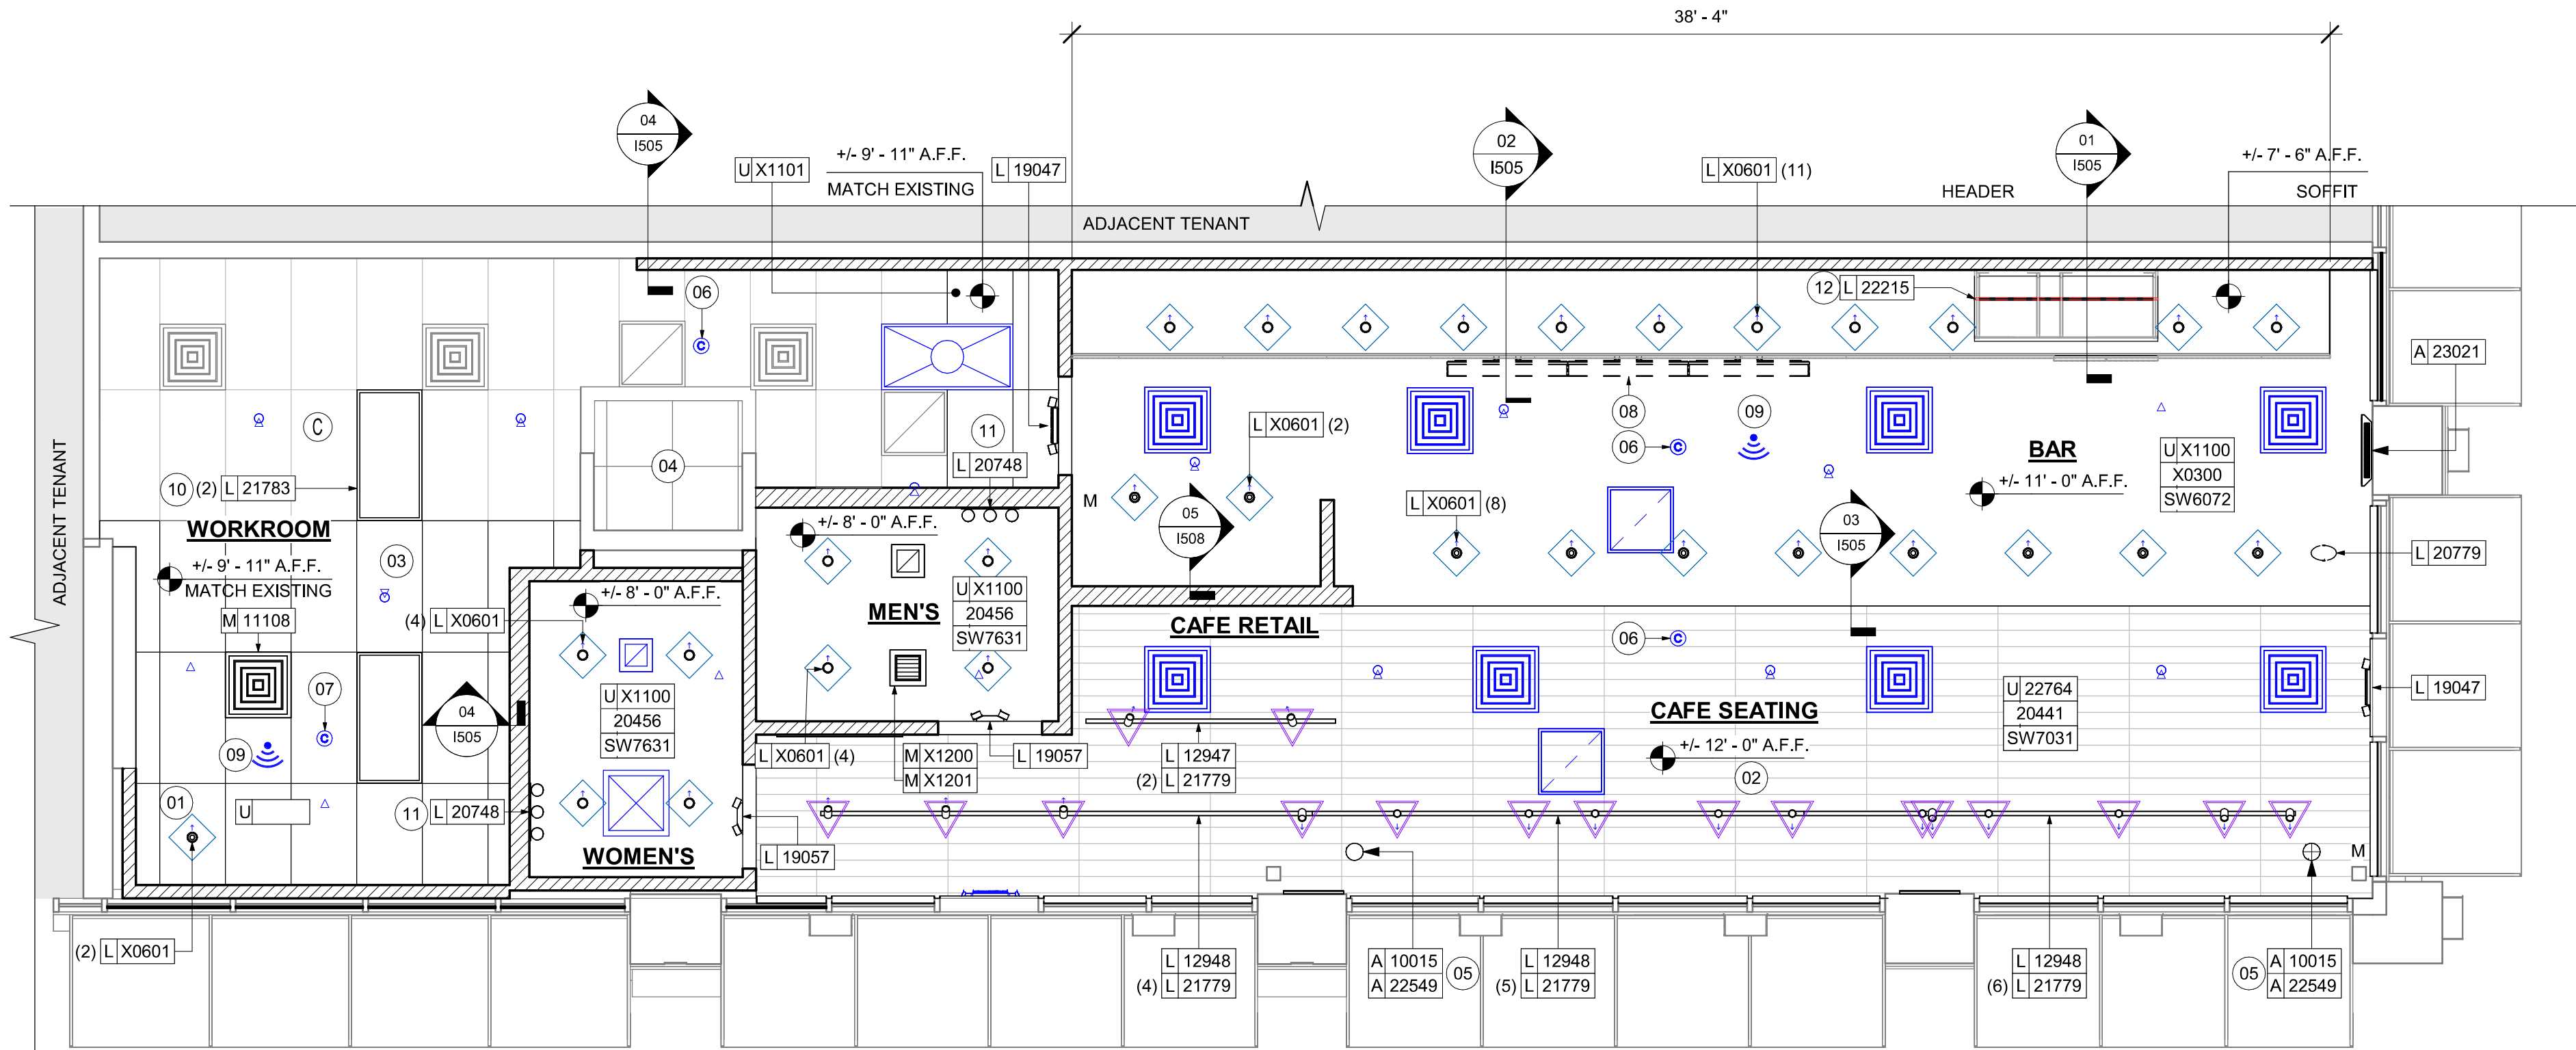 38' - 4"
04
I505
02
I505
01
I505
U X1101
+/- 9' - 11" A.F.F.
MATCH EXISTING
L 19047
L X0601 (11)
HEADER
+/- 7' - 6" A.F.F.
SOFFIT
ADJACENT TENANT
ADJACENT TENANT
06
12 L 22215
A 23021
C
10 (2) L 21783
04
11
L 20748
L X0601 (2)
08
09
06
BAR
+/- 11' - 0" A.F.F.
U X1100
X0300
SW6072
M
L X0601 (8)
05
I508
03
I505
L 20779
WORKROOM
+/- 9' - 11" A.F.F.
MATCH EXISTING
03
M 11108
+/- 8' - 0" A.F.F.
(4) L X0601
+/- 8' - 0" A.F.F.
MEN'S
U X1100
20456
SW7631
CAFE RETAIL
06
07
04
I505
09
U X1100
20456
SW7631
L 19047
CAFE SEATING
+/- 12' - 0" A.F.F.
02
U 22764
20441
SW7031
L X0601 (4)
M X1200
M X1201
L 19057
L 12947
(2) L 21779
01
U
11 L 20748
WOMEN'S
L 19057
M
(2) L X0601
L 12948
(4) L 21779
A 10015
A 22549
05
L 12948
(5) L 21779
L 12948
(6) L 21779
05
A 10015
A 22549
C
C
C
C